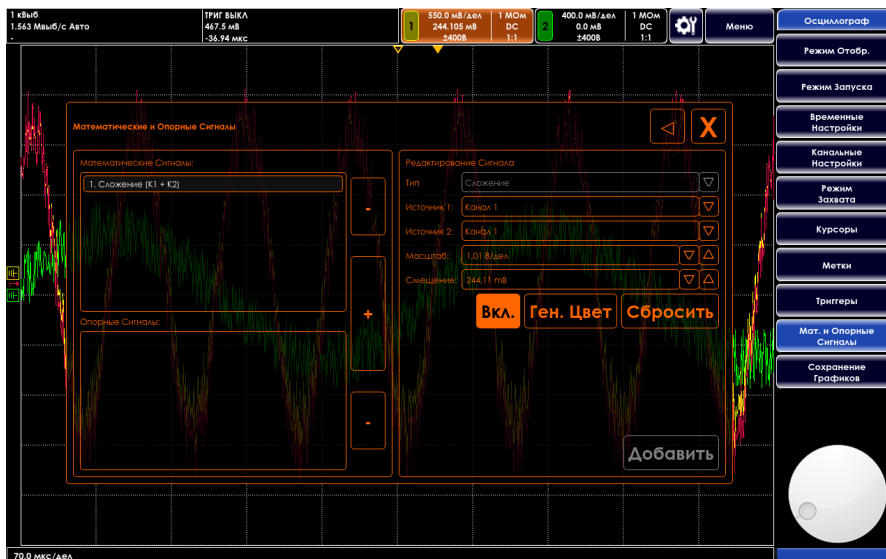 1 кВыб
1.563 Мвыб/с Авто
-
ТРИГ ВЫКЛ
467.5 мВ
-36.94 мкс
1
550.0 мВ/дел
244.105 мВ
±400В
1 МОм
DC
1:1
2
400.0 мВ/дел
0.0 мВ
±400В
1 МОм
DC
1:1
Меню
Осциллограф
Режим Отобр.
Режим Запуска
Временные
Настройки
Канальные
Настройки
Режим
Захвата
Курсоры
Метки
Триггеры
Мат. и Опорные
Сигналы
Сохранение
Графиков
Математические и Опорные Сигналы
X
Математические Сигналы:
1. Сложение (К1 + К2)
-
+
-
Опорные Сигналы:
Редактирование Сигнала
Тип
Сложение
Источник 1:
Канал 1
Источник 2:
Канал 1
Масштаб:
1,01 В/дел
Смещение:
244,11 mВ
Вкл.
Ген. Цвет
Сбросить
Добавить
70.0 мкс/дел